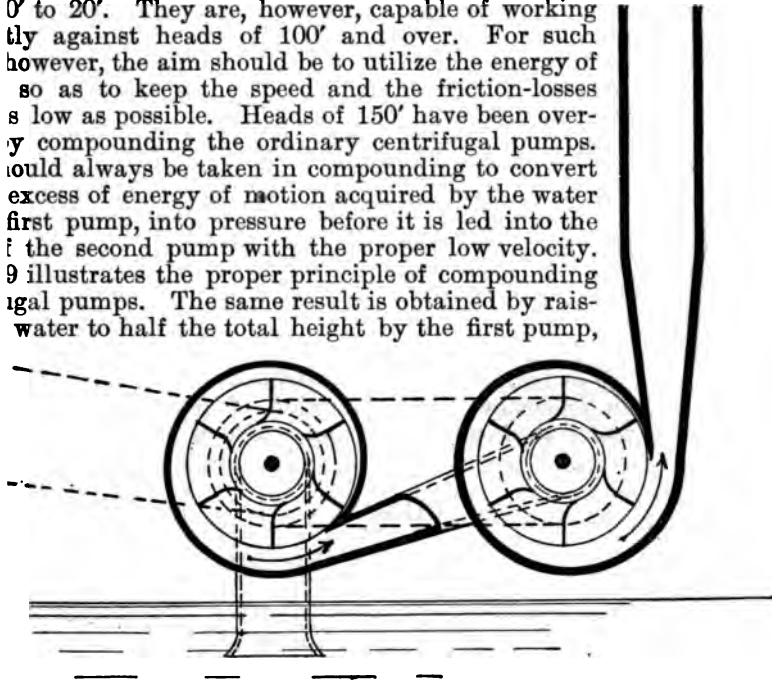 0′ to 20′. They are, however, capable of working
tly against heads of 100′ and over. For such
however, the aim should be to utilize the energy of
so as to keep the speed and the friction-losses
s low as possible. Heads of 150′ have been over-
y compounding the ordinary centrifugal pumps.
ould always be taken in compounding to convert
excess of energy of motion acquired by the water
first pump, into pressure before it is led into the
f the second pump with the proper low velocity.
9 illustrates the proper principle of compounding
gal pumps. The same result is obtained by rais-
water to half the total height by the first pump,